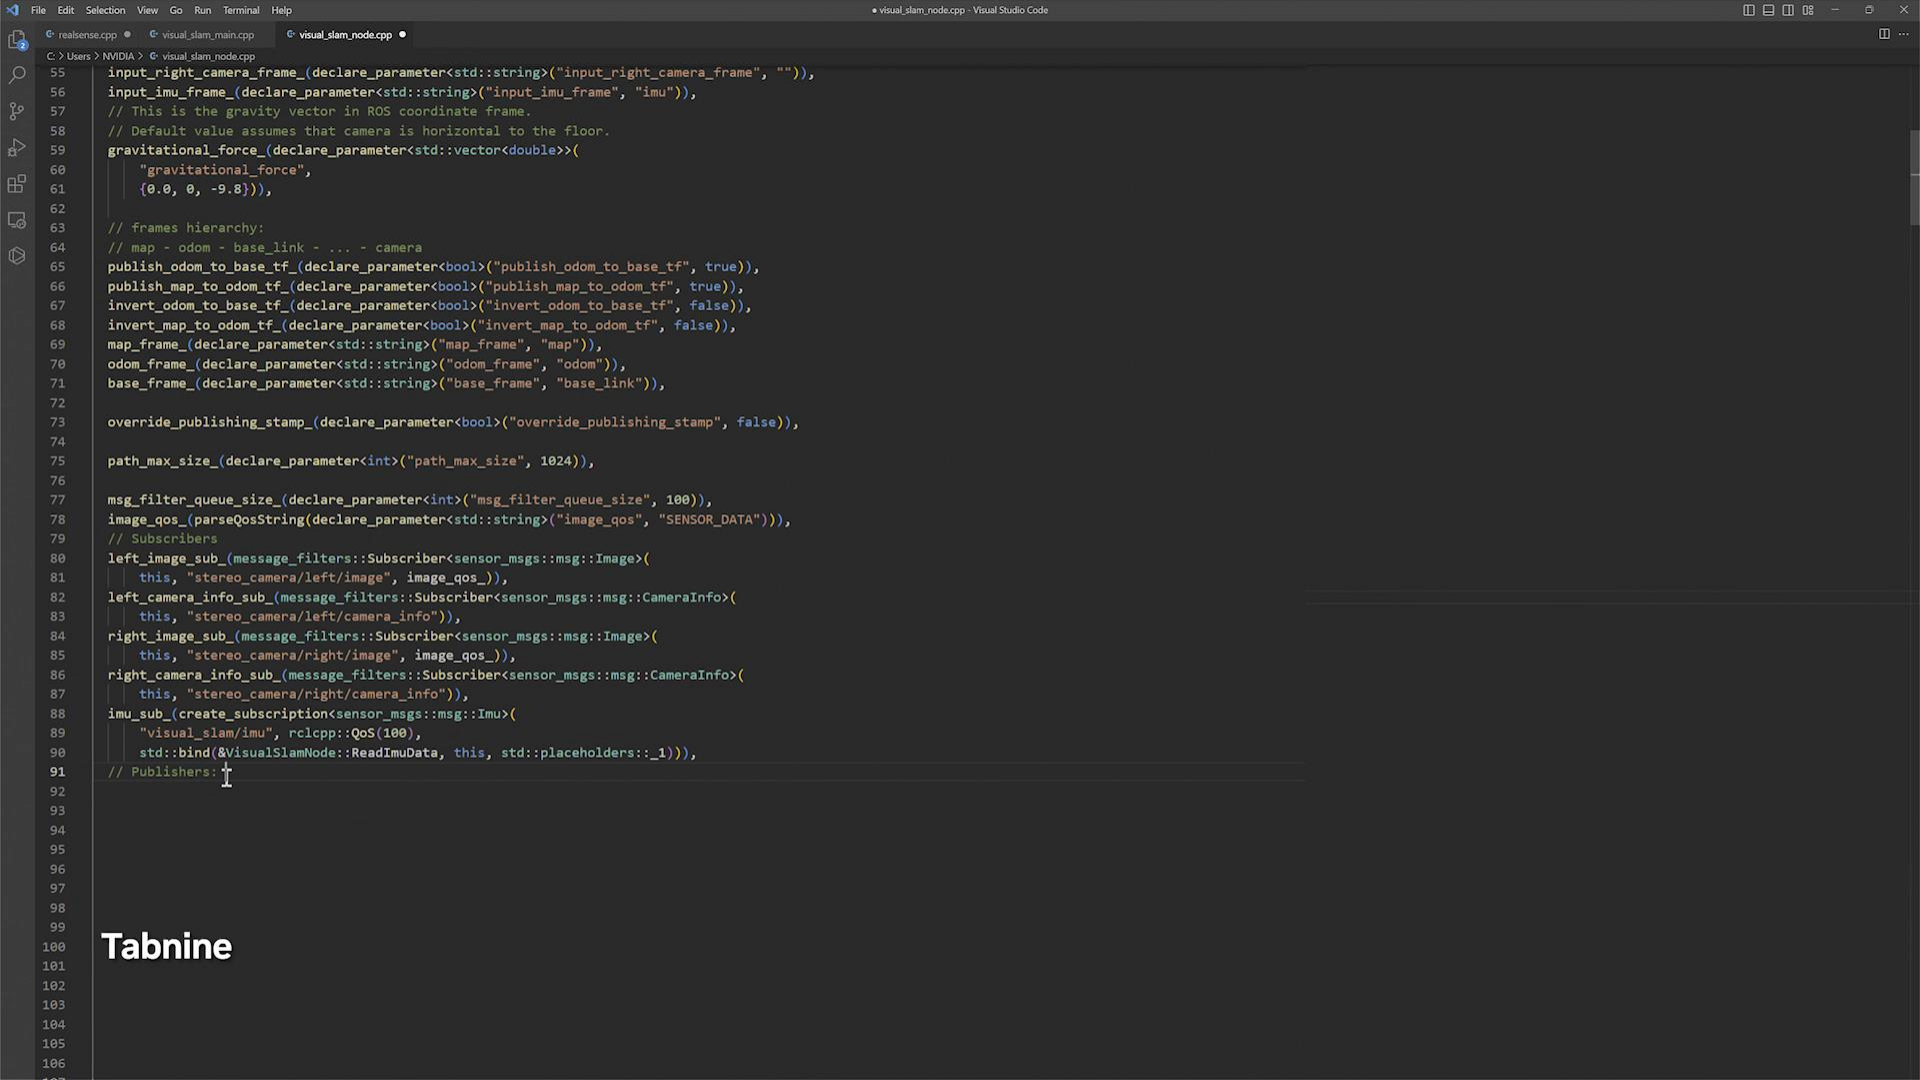 File Edit Selection View Go Run Terminal Help
● visual_slam_node.cpp - Visual Studio Code
realsense.cpp ● visual_slam_main.cpp visual_slam_node.cpp ●
C: > Users > NVIDIA > visual_slam_node.cpp
2
55 input_right_camera_frame_(declare_parameter<std::string>("input_right_camera_frame", "")),
56 input_imu_frame_(declare_parameter<std::string>("input_imu_frame", "imu")),
57 // This is the gravity vector in ROS coordinate frame.
58 // Default value assumes that camera is horizontal to the floor.
59 gravitational_force_(declare_parameter<std::vector<double>>(
60 "gravitational_force",
61 {0.0, 0, -9.8})),
62
63 // frames hierarchy:
64 // map - odom - base_link - ... - camera
65 publish_odom_to_base_tf_(declare_parameter<bool>("publish_odom_to_base_tf", true)),
66 publish_map_to_odom_tf_(declare_parameter<bool>("publish_map_to_odom_tf", true)),
67 invert_odom_to_base_tf_(declare_parameter<bool>("invert_odom_to_base_tf", false)),
68 invert_map_to_odom_tf_(declare_parameter<bool>("invert_map_to_odom_tf", false)),
69 map_frame_(declare_parameter<std::string>("map_frame", "map")),
70 odom_frame_(declare_parameter<std::string>("odom_frame", "odom")),
71 base_frame_(declare_parameter<std::string>("base_frame", "base_link")),
72
73 override_publishing_stamp_(declare_parameter<bool>("override_publishing_stamp", false)),
74
75 path_max_size_(declare_parameter<int>("path_max_size", 1024)),
76
77 msg_filter_queue_size_(declare_parameter<int>("msg_filter_queue_size", 100)),
78 image_qos_(parseQosString(declare_parameter<std::string>("image_qos", "SENSOR_DATA"))),
79 // Subscribers
80 left_image_sub_(message_filters::Subscriber<sensor_msgs::msg::Image>(
81 this, "stereo_camera/left/image", image_qos_)),
82 left_camera_info_sub_(message_filters::Subscriber<sensor_msgs::msg::CameraInfo>(
83 this, "stereo_camera/left/camera_info")),
84 right_image_sub_(message_filters::Subscriber<sensor_msgs::msg::Image>(
85 this, "stereo_camera/right/image", image_qos_)),
86 right_camera_info_sub_(message_filters::Subscriber<sensor_msgs::msg::CameraInfo>(
87 this, "stereo_camera/right/camera_info")),
88 imu_sub_(create_subscription<sensor_msgs::msg::Imu>(
89 "visual_slam/imu", rclcpp::QoS(100),
90 std::bind(&VisualSlamNode::ReadImuData, this, std::placeholders::_1))),
91 // Publishers:
92
93
94
95
96
97
98
99
100
Tabnine
101
102
103
104
105
106